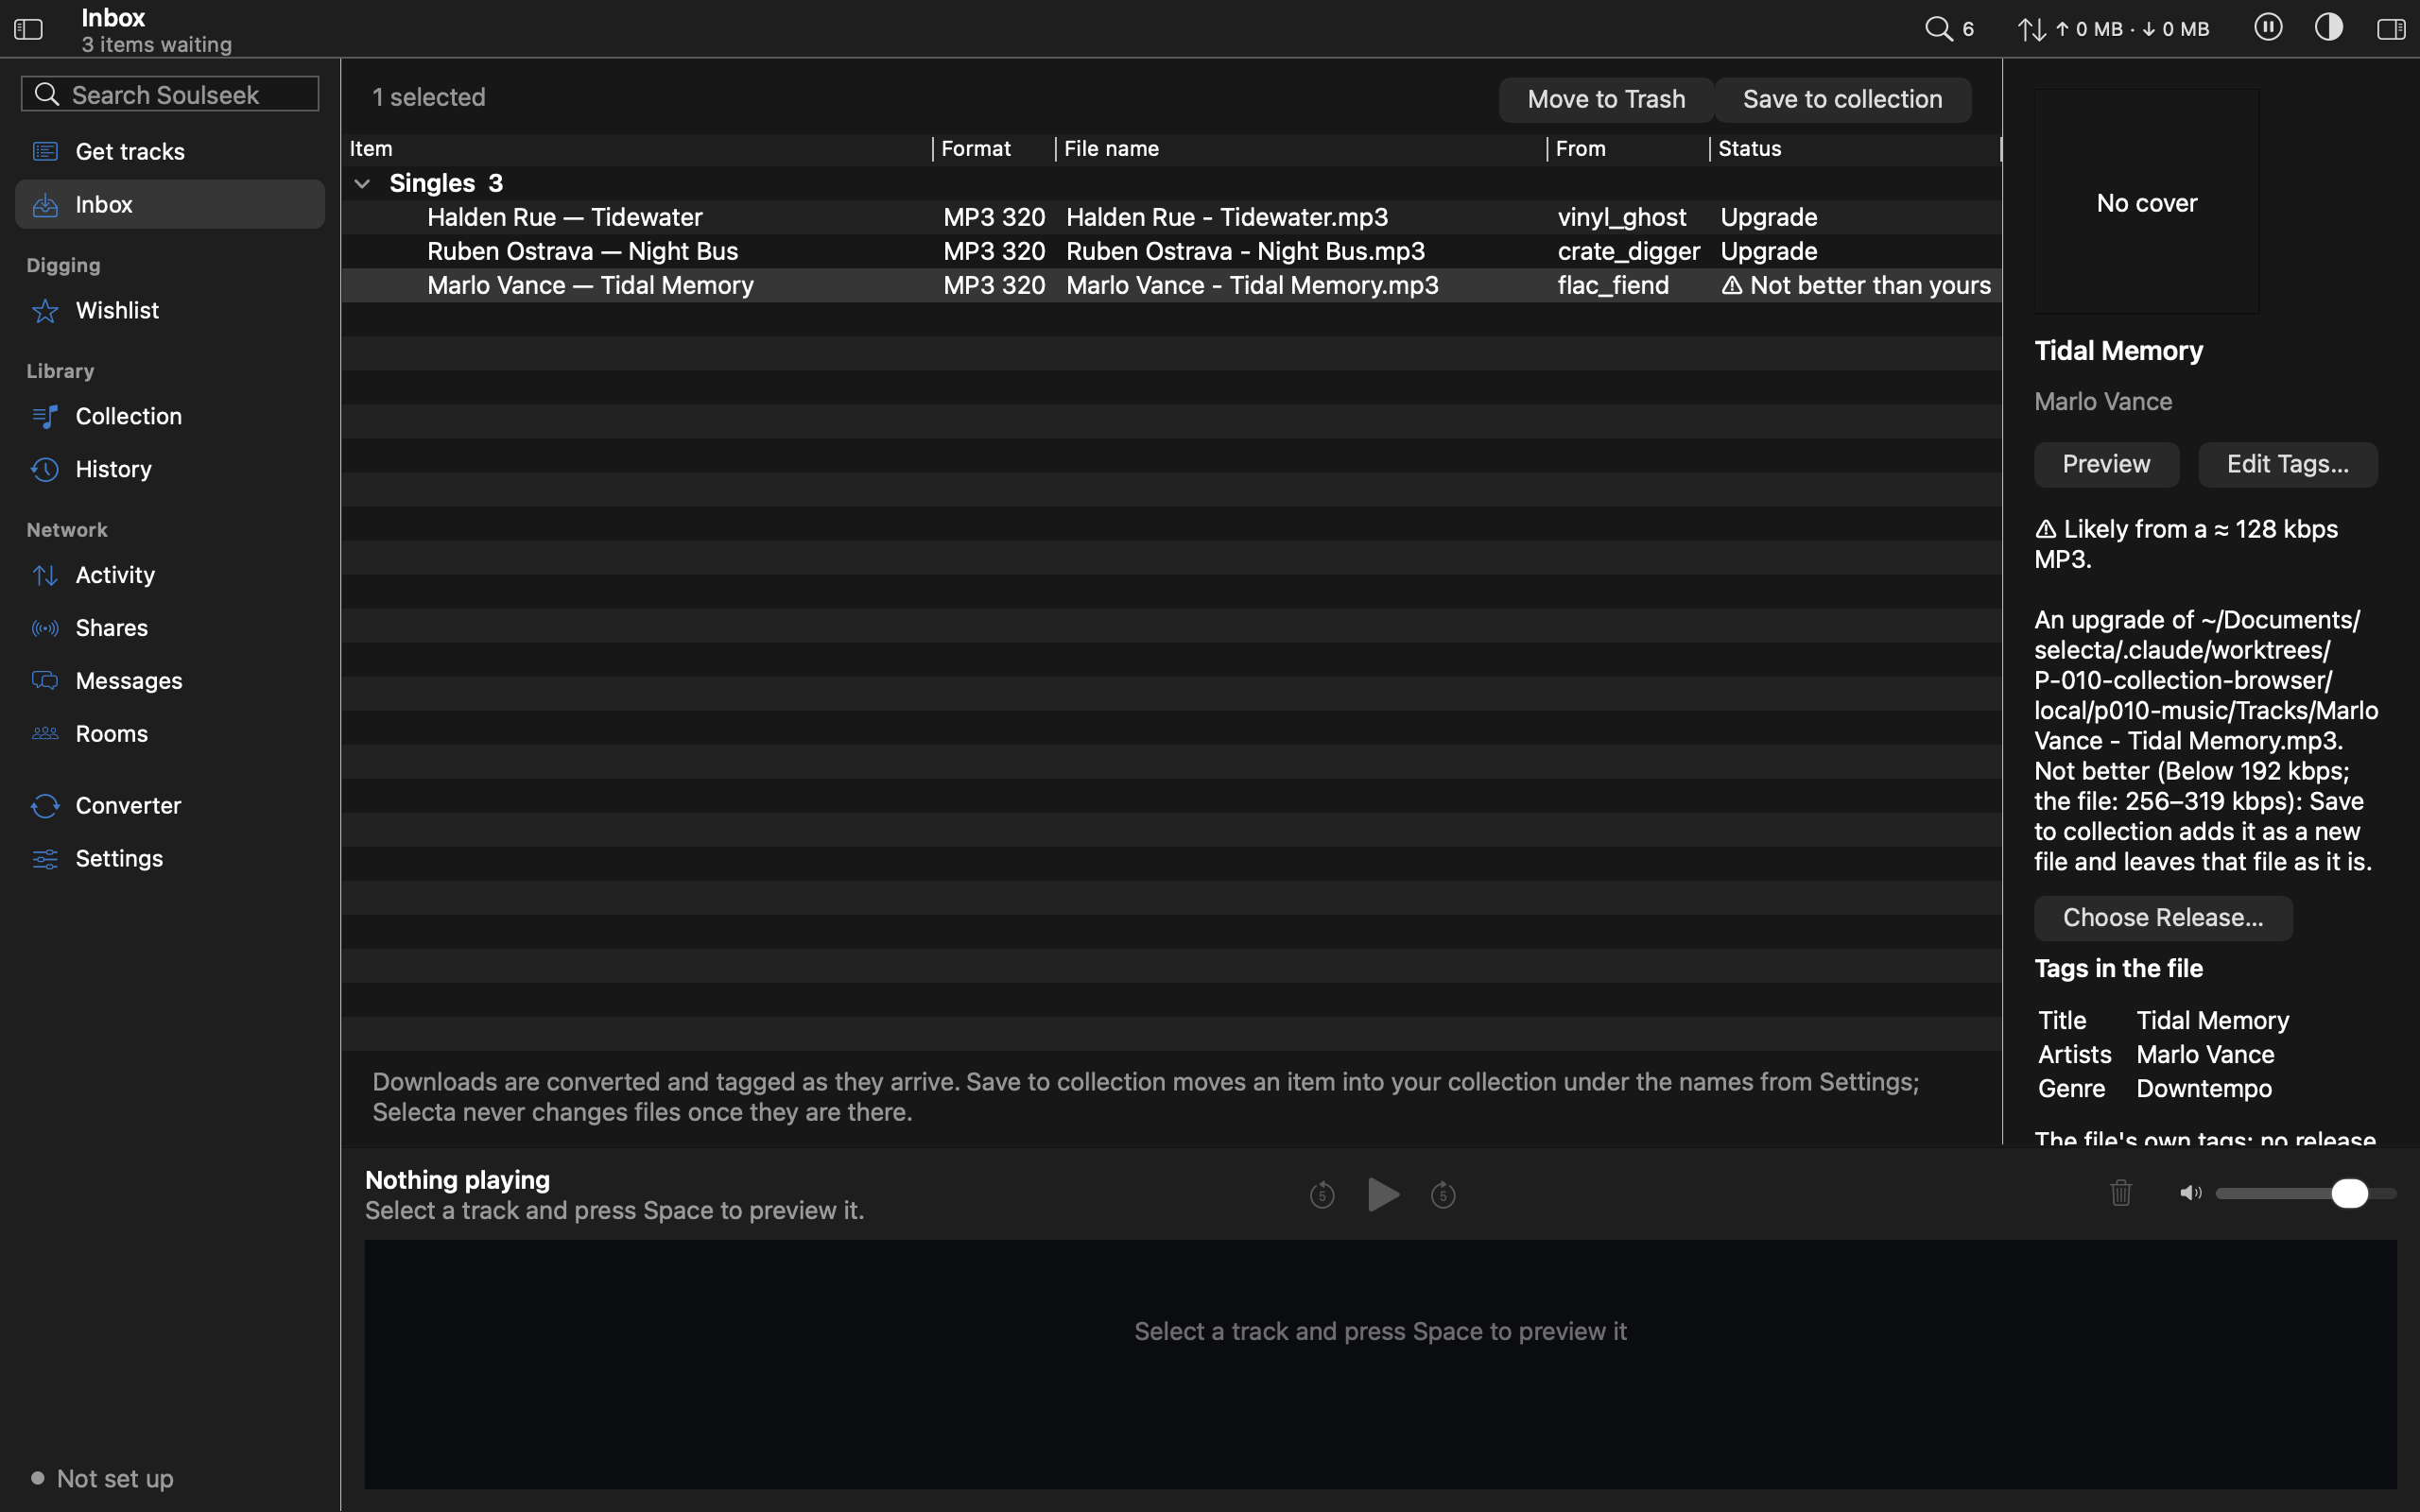 Inbox
3 items waiting
6
↑ 0 MB · ↓ 0 MB
Search Soulseek
Get tracks
Inbox
Digging
Wishlist
Library
Collection
History
Network
Activity
Shares
Messages
Rooms
Converter
Settings
Not set up
1 selected
Move to Trash
Save to collection
Item Format File name From Status
Singles 3
Halden Rue — Tidewater MP3 320 Halden Rue - Tidewater.mp3 vinyl_ghost Upgrade
Ruben Ostrava — Night Bus MP3 320 Ruben Ostrava - Night Bus.mp3 crate_digger Upgrade
Marlo Vance — Tidal Memory MP3 320 Marlo Vance - Tidal Memory.mp3 flac_fiend ⚠ Not better than yours
Downloads are converted and tagged as they arrive. Save to collection moves an item into your collection under the names from Settings;
Selecta never changes files once they are there.
No cover
Tidal Memory
Marlo Vance
Preview
Edit Tags...
⚠ Likely from a ≈ 128 kbps
MP3.
An upgrade of ~/Documents/
selecta/.claude/worktrees/
P-010-collection-browser/
local/p010-music/Tracks/Marlo
Vance - Tidal Memory.mp3.
Not better (Below 192 kbps;
the file: 256–319 kbps): Save
to collection adds it as a new
file and leaves that file as it is.
Choose Release...
Tags in the file
Title Tidal Memory
Artists Marlo Vance
Genre Downtempo
The file's own tags: no release
Nothing playing
Select a track and press Space to preview it.
5
5
Select a track and press Space to preview it